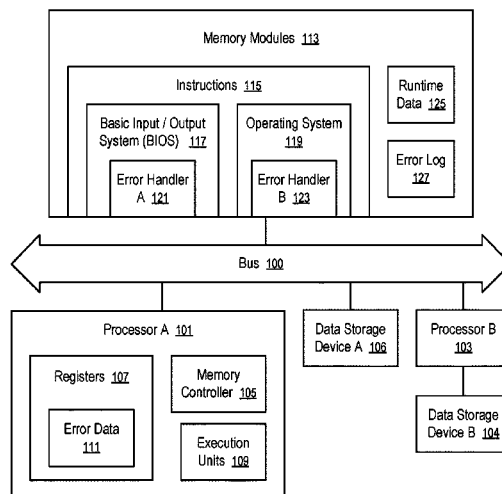 Memory Modules 113
Instructions 115
Basic Input / Output
System (BIOS) 117
Error Handler
A 121
Operating System
119
Error Handler
B 123
Runtime
Data 125
Error Log
127
Bus 100
Processor A 101
Registers 107
Error Data
111
Memory
Controller 105
Execution
Units 109
Data Storage
Device A 106
Processor B
103
Data Storage
Device B 104